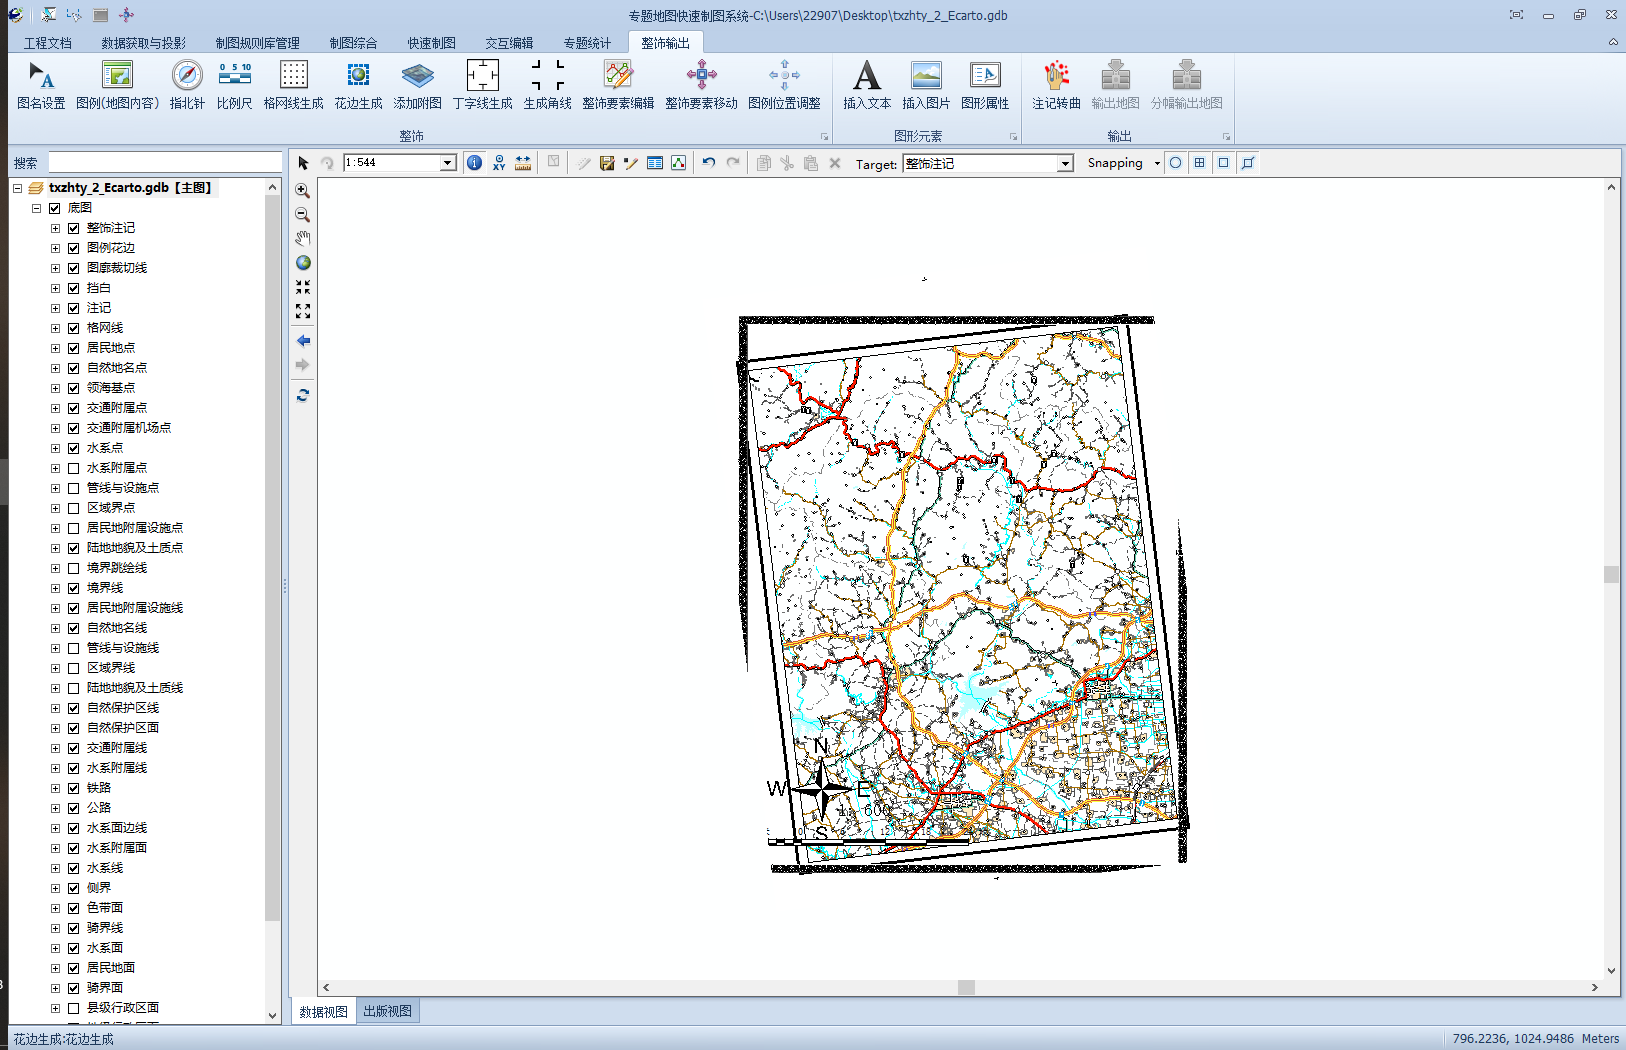 专题地图快速制图系统-C:\Users\22907\Desktop\txzhty_2_Ecarto.gdb
工程文档 数据获取与投影 制图规则库管理 制图综合 快速制图 交互编辑 专题统计 整饰输出
0 5 10
图名设置 图例(地图内容) 指北针 比例尺 格网线生成 花边生成 添加附图 丁字线生成 生成角线 整饰要素编辑 整饰要素移动 图例位置调整 插入文本 插入图片 图形属性 注记转曲 输出地图 分幅输出地图
整饰 图形元素 输出
搜索 1:544 Target: 整饰注记 Snapping
txzhty_2_Ecarto.gdb【主图】
底图
整饰注记
图例花边
图廓裁切线
挡白
注记
格网线
居民地点
自然地名点
领海基点
交通附属点
交通附属机场点
水系点
水系附属点
管线与设施点
区域界点
居民地附属设施点
陆地地貌及土质点
境界跳绘线
境界线
居民地附属设施线
自然地名线
管线与设施线
区域界线
陆地地貌及土质线
自然保护区线
自然保护区面
交通附属线
水系附属线
铁路
公路
水系面边线
水系附属面
水系线
侧界
色带面
骑界线
水系面
居民地面
骑界面
县级行政区面
N
W E
S
数据视图 出版视图
花边生成:花边生成 796.2236, 1024.9486 Meters